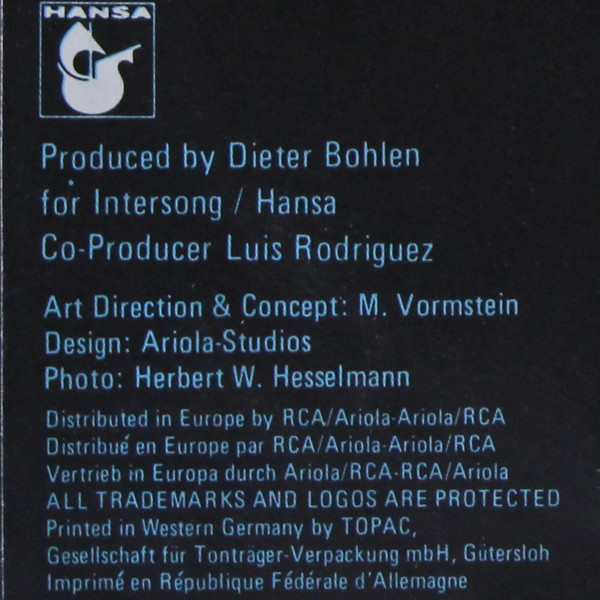 HANSA
Produced by Dieter Bohlen
for Intersong / Hansa
Co-Producer Luis Rodriguez
Art Direction & Concept: M. Vormstein
Design: Ariola-Studios
Photo: Herbert W. Hesselmann
Distributed in Europe by RCA/Ariola-Ariola/RCA
Distribué en Europe par RCA/Ariola-Ariola/RCA
Vertrieb in Europa durch Ariola/RCA-RCA/Ariola
ALL TRADEMARKS AND LOGOS ARE PROTECTED
Printed in Western Germany by TOPAC,
Gesellschaft für Tonträger-Verpackung mbH, Gütersloh
Imprimé en République Fédérale d'Allemagne